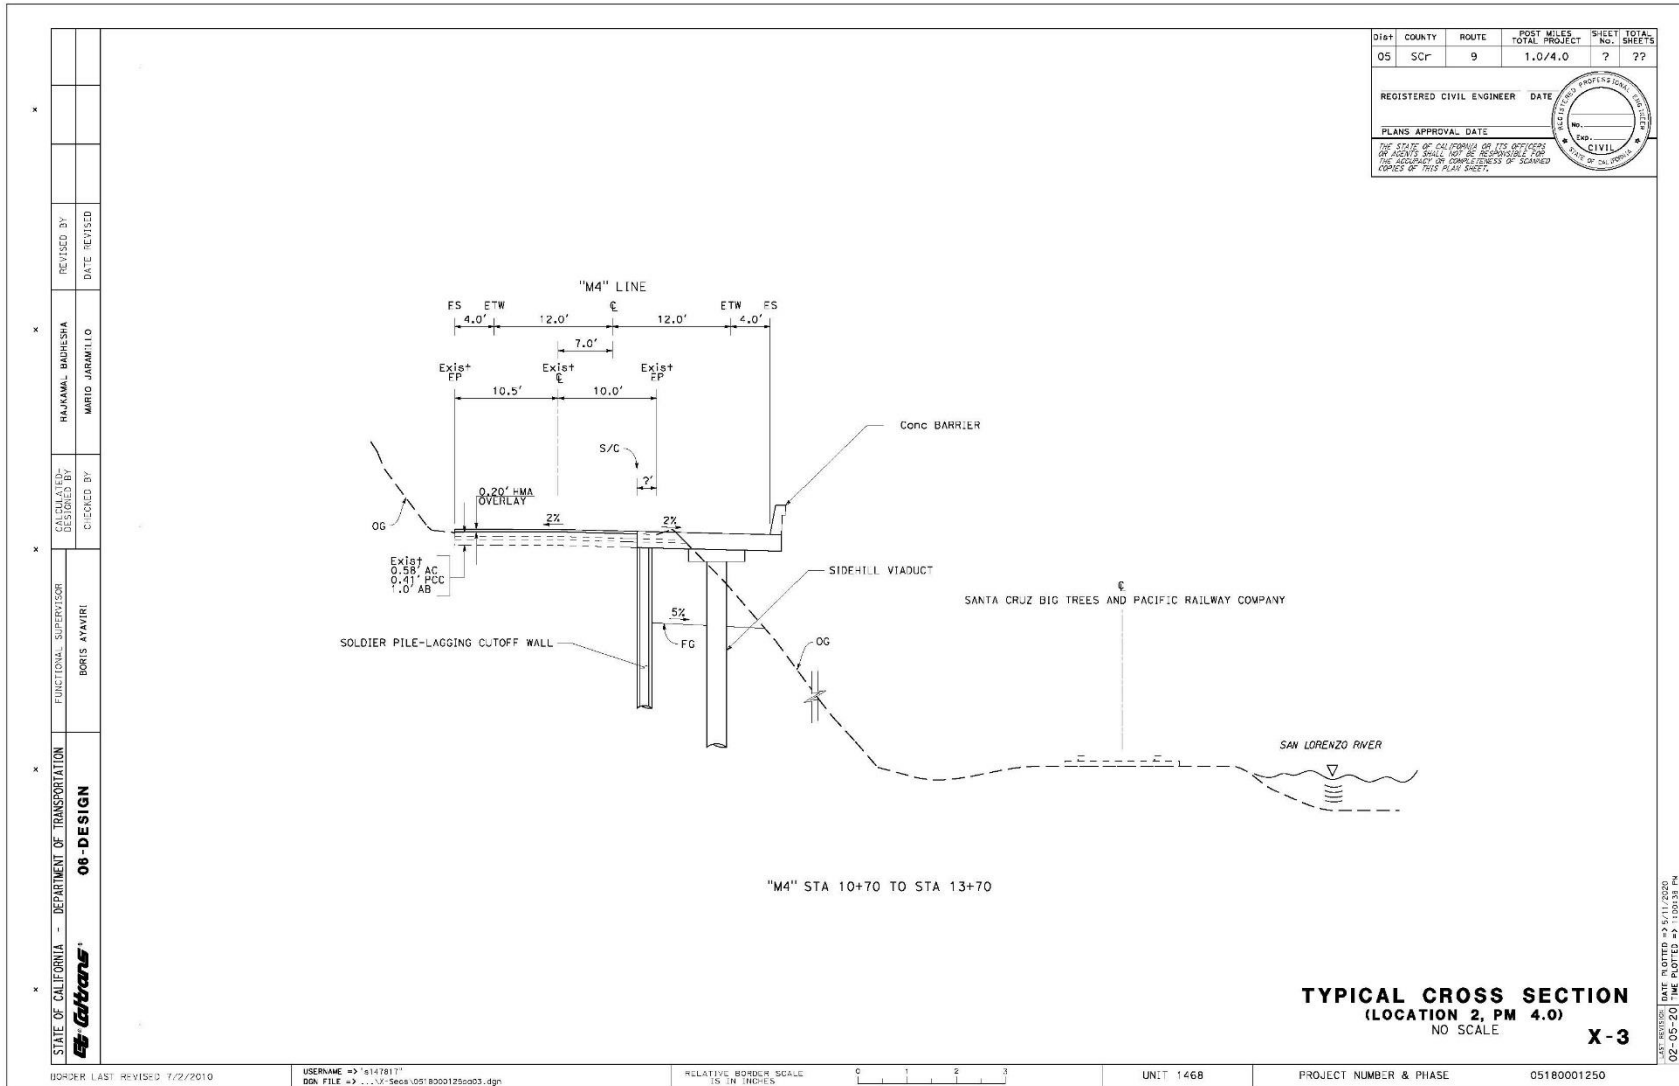 Dist COUNTY ROUTE POST MILES TOTAL PROJECT SHEET No. TOTAL SHEETS
05 SCr 9 1.0/4.0 ? ??
REGISTERED CIVIL ENGINEER DATE
PLANS APPROVAL DATE
THE STATE OF CALIFORNIA OR ITS OFFICERS
OR AGENTS SHALL NOT BE RESPONSIBLE FOR
THE ACCURACY OR COMPLETENESS OF SCANNED
COPIES OF THIS PLAN SHEET.
REGISTERED PROFESSIONAL ENGINEER
No.
Exp.
CIVIL
STATE OF CALIFORNIA
REVISED BY
DATE REVISED
RAJKAMAL BADHESHA
MARIO JARAMILLO
CALCULATED-
DESIGNED BY
CHECKED BY
FUNCTIONAL SUPERVISOR
BORIS AYAVIRI
STATE OF CALIFORNIA - DEPARTMENT OF TRANSPORTATION
06-DESIGN
Caltrans
"M4" LINE
ES ETW ℄ ETW ES
4.0' 12.0' 12.0' 4.0'
7.0'
Exist
EP
Exist
℄
Exist
EP
10.5' 10.0'
Conc BARRIER
S/C
?'
0.20' HMA
OVERLAY
OG
2% 2%
Exist
0.58' AC
0.41' PCC
1.0' AB
SIDEHILL VIADUCT
℄
SANTA CRUZ BIG TREES AND PACIFIC RAILWAY COMPANY
5%
SOLDIER PILE-LAGGING CUTOFF WALL
FG
OG
SAN LORENZO RIVER
"M4" STA 10+70 TO STA 13+70
TYPICAL CROSS SECTION
(LOCATION 2, PM 4.0)
NO SCALE
X-3
LAST REVISION
02-05-20
DATE PLOTTED => 5/11/2020
BORDER LAST REVISED 7/2/2010
USERNAME => s147817
RELATIVE BORDER SCALE
IS IN INCHES
0 1 2 3
UNIT 1468
PROJECT NUMBER & PHASE
05180001250